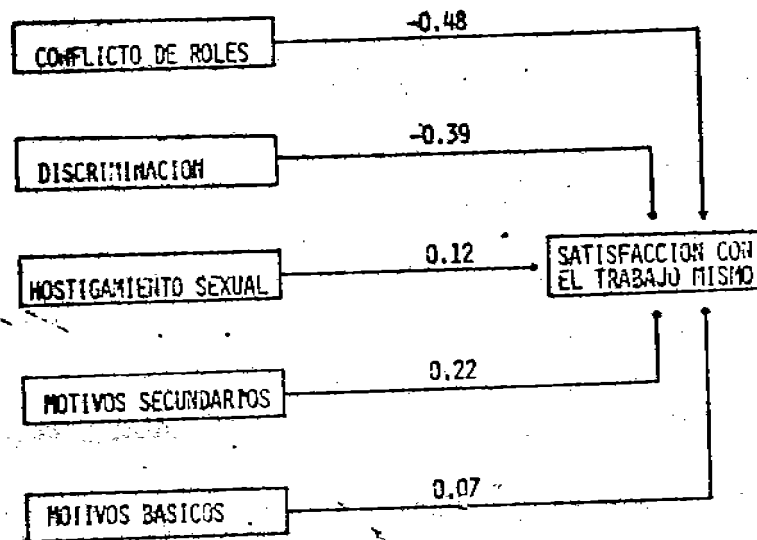 -0.48
CONFLICTO DE ROLES
-0.39
DISCRIMINACION
0.12
SATISFACCION CON
EL TRABAJO MISMO
HOSTIGAMIENTO SEXUAL
0.22
MOTIVOS SECUNDARIOS
0.07
MOTIVOS BASICOS